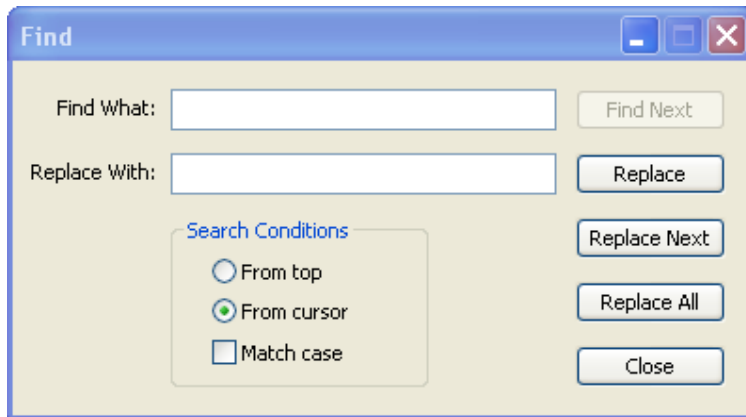 Find
Find What:
Find Next
Replace With:
Replace
Search Conditions
Replace Next
From top
From cursor
Replace All
Match case
Close